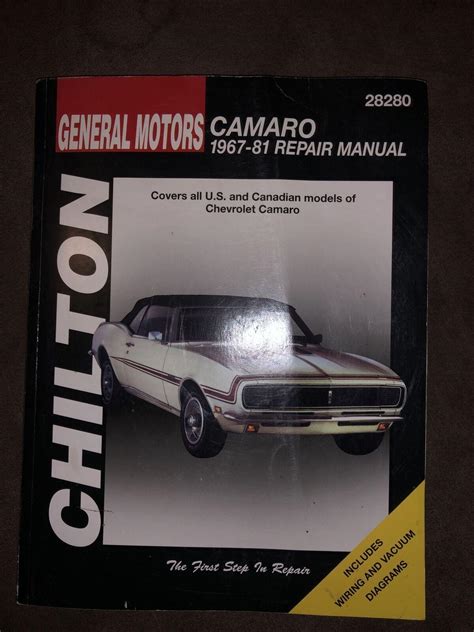 28280
GENERAL MOTORS
CAMARO
1967-81 REPAIR MANUAL
Covers all U.S. and Canadian models of
Chevrolet Camaro
CHILTON
The First Step In Repair
INCLUDES
WIRING AND VACUUM
DIAGRAMS